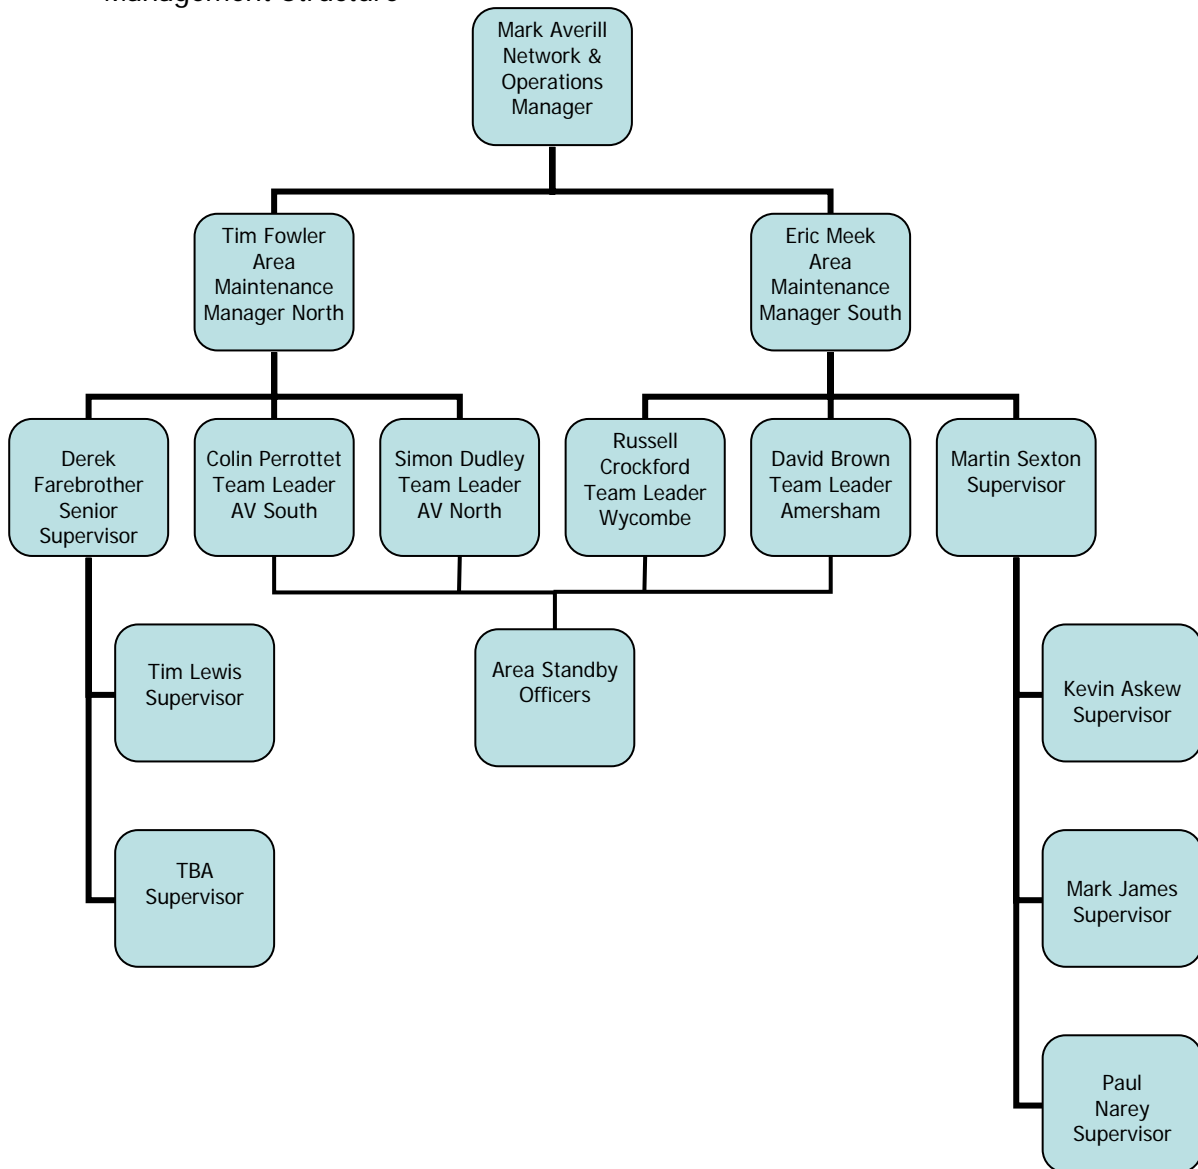 Management Structure
Mark Averill
Network &
Operations
Manager
Tim Fowler
Area
Maintenance
Manager North
Eric Meek
Area
Maintenance
Manager South
Derek
Farebrother
Senior
Supervisor
Colin Perrottet
Team Leader
AV South
Simon Dudley
Team Leader
AV North
Russell
Crockford
Team Leader
Wycombe
David Brown
Team Leader
Amersham
Martin Sexton
Supervisor
Tim Lewis
Supervisor
Area Standby
Officers
Kevin Askew
Supervisor
TBA
Supervisor
Mark James
Supervisor
Paul
Narey
Supervisor